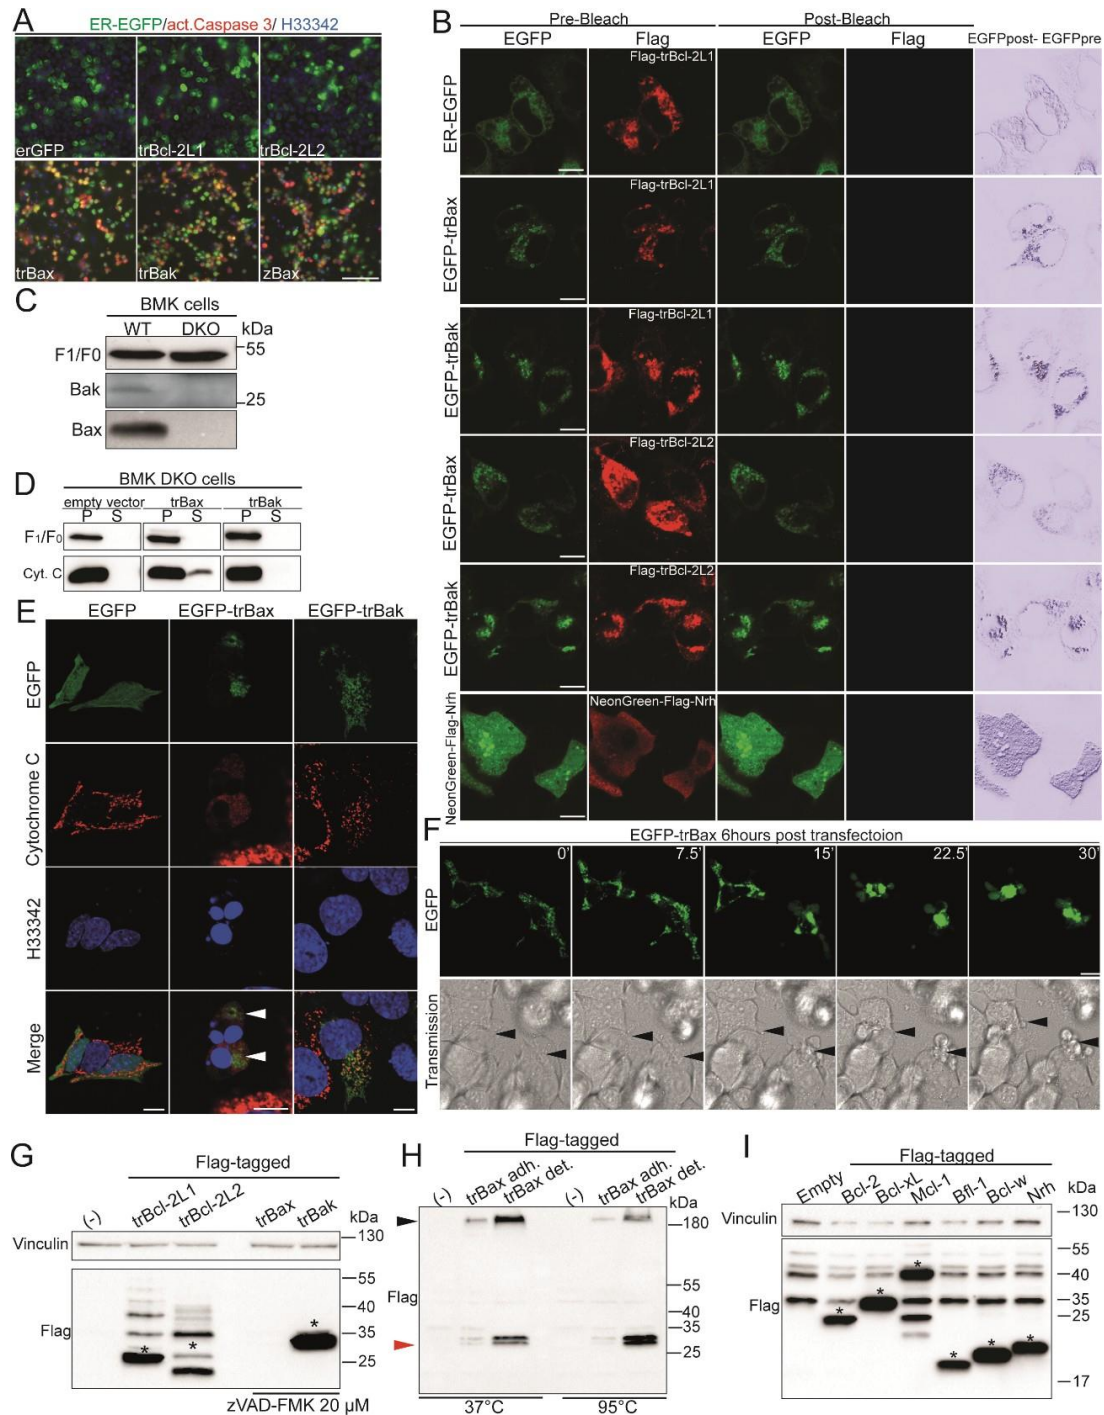 A
ER-EGFP/act.Caspase 3/ H33342
erGFP
trBcl-2L1
trBcl-2L2
trBax
trBak
zBax
B
Pre-Bleach
Post-Bleach
EGFP
Flag
EGFP
Flag
EGFPpost- EGFPpre
ER-EGFP
Flag-trBcl-2L1
EGFP-trBax
Flag-trBcl-2L1
EGFP-trBak
Flag-trBcl-2L1
EGFP-trBax
Flag-trBcl-2L2
EGFP-trBak
Flag-trBcl-2L2
NeonGreen-Flag-Nrh
NeonGreen-Flag-Nrh
C
BMK cells
WT
DKO
kDa
F1/F0
55
Bak
25
Bax
D
BMK DKO cells
empty vector
trBax
trBak
P
S
P
S
P
S
F1/F0
Cyt. C
E
EGFP
EGFP-trBax
EGFP-trBak
EGFP
Cytochrome C
H33342
Merge
F
EGFP-trBax 6hours post transfectoion
0'
7.5'
15'
22.5'
30'
EGFP
Transmission
G
Flag-tagged
(-)
trBcl-2L1
trBcl-2L2
trBax
trBak
kDa
Vinculin
130
Flag
55
40
35
25
*
*
*
zVAD-FMK 20 µM
H
Flag-tagged
(-)
trBax adh.
trBax det.
(-)
trBax adh.
trBax det.
kDa
180
Flag
55
40
35
25
37°C
95°C
I
Flag-tagged
Empty
Bcl-2
Bcl-xL
Mcl-1
Bfl-1
Bcl-w
Nrh
kDa
Vinculin
130
Flag
55
40
35
25
17
*
*
*
*
*
*